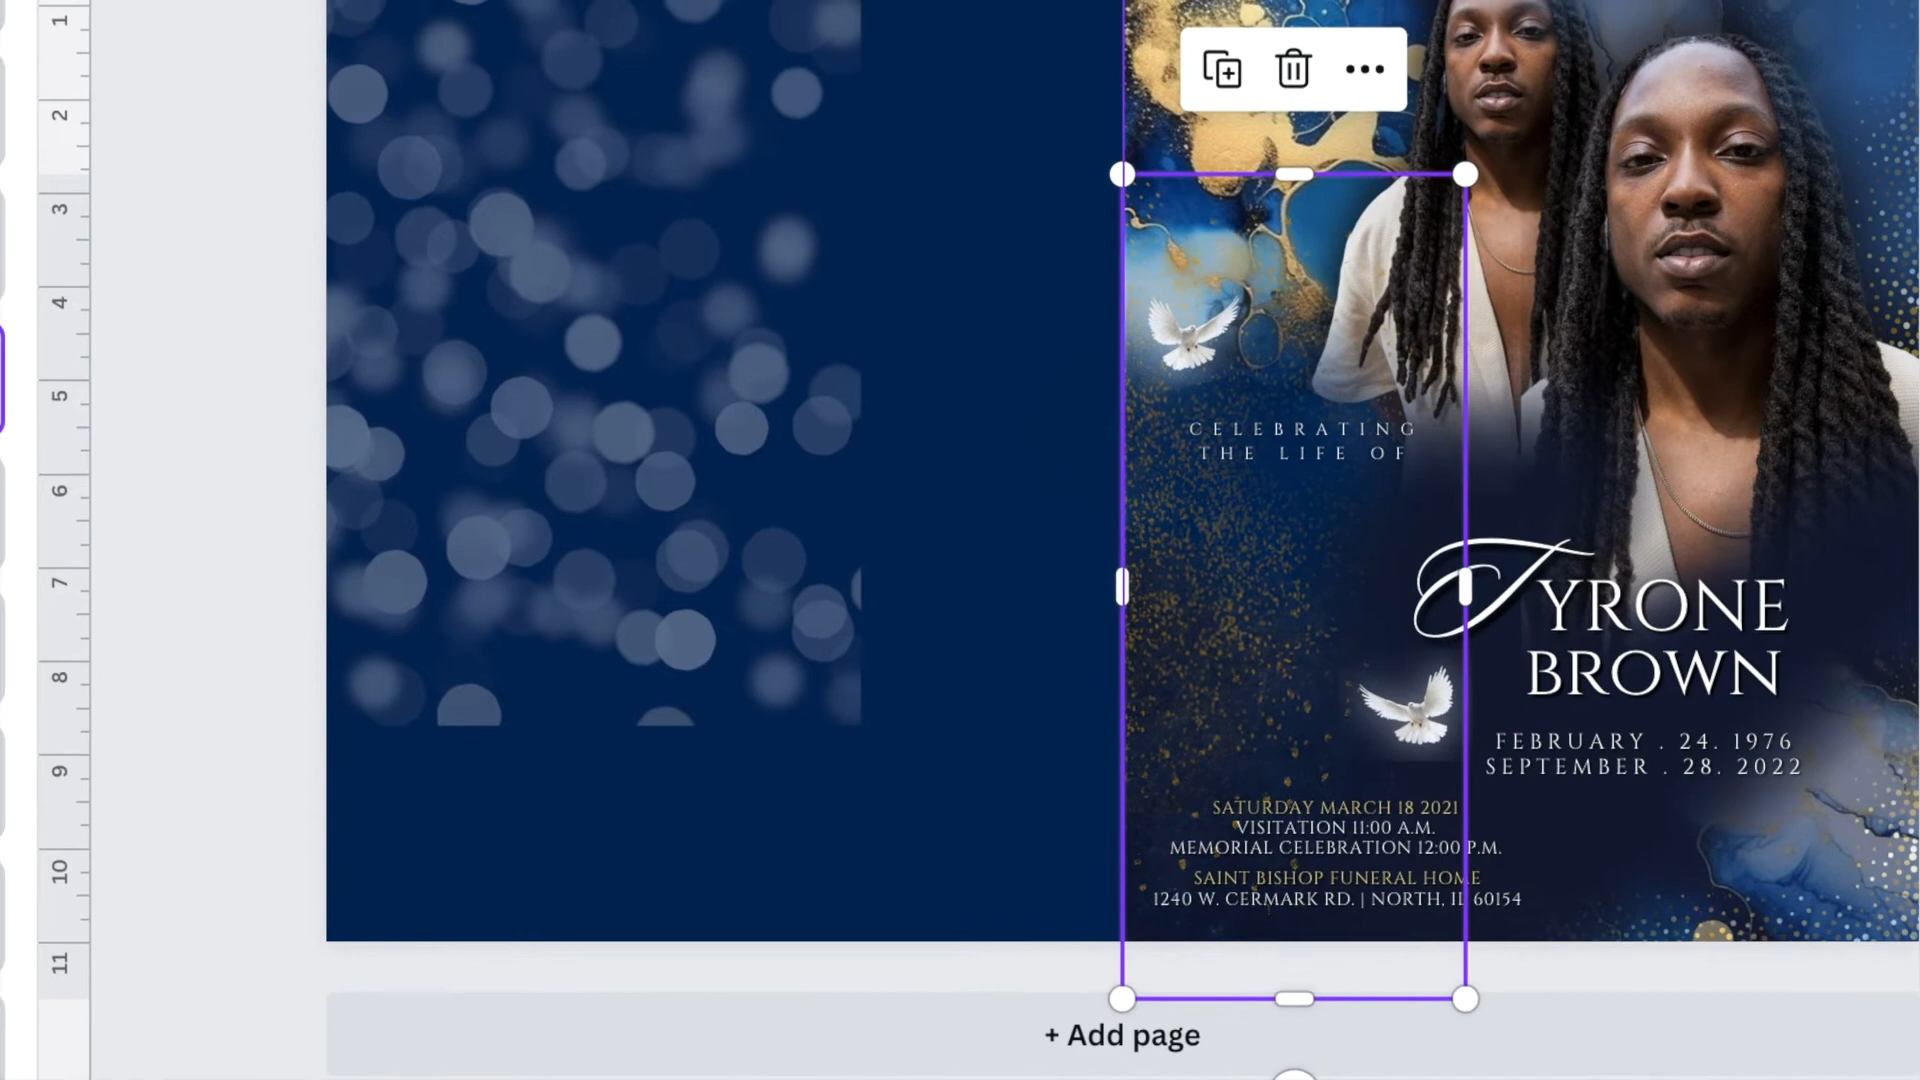 1
2
3
4
5
6
7
8
9
10
11
CELEBRATING
THE LIFE OF
TYRONE
BROWN
FEBRUARY . 24. 1976
SEPTEMBER . 28. 2022
SATURDAY MARCH 18 2021
VISITATION 11:00 A.M.
MEMORIAL CELEBRATION 12:00 P.M.
SAINT BISHOP FUNERAL HOME
1240 W. CERMARK RD. | NORTH, IL 60154
+ Add page